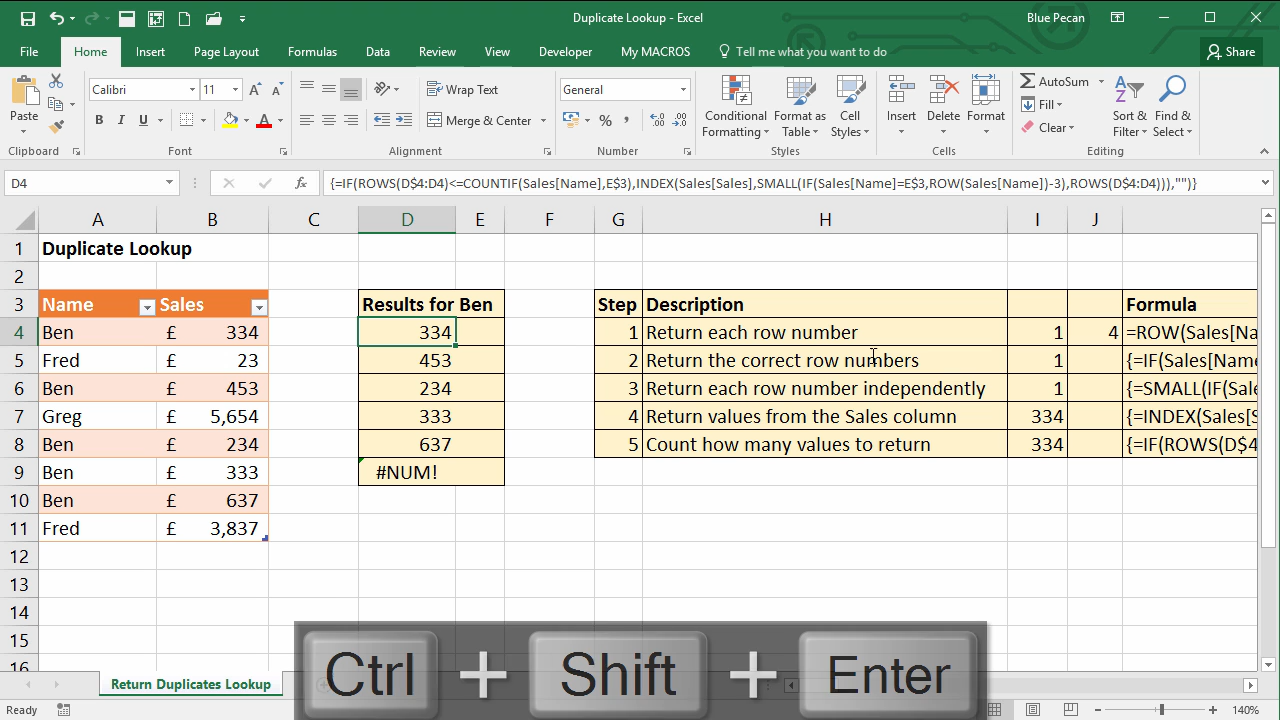 Duplicate Lookup - Excel
Blue Pecan
File Home Insert Page Layout Formulas Data Review View Developer My MACROS Tell me what you want to do Share
Paste
Calibri 11
B I U
A A
A
Wrap Text
Merge & Center
General
%
Conditional Formatting
Format as Table
Cell Styles
Insert Delete Format
AutoSum
Fill
Clear
Sort & Filter
Find & Select
Clipboard Font Alignment Number Styles Cells Editing
D4 fx {=IF(ROWS(D$4:D4)<=COUNTIF(Sales[Name],E$3),INDEX(Sales[Sales],SMALL(IF(Sales[Name]=E$3,ROW(Sales[Name])-3),ROWS(D$4:D4))),"")}
A B C D E F G H I J
1 Duplicate Lookup
2
3 Name Sales Results for Ben Step Description Formula
4 Ben £ 334 334 1 Return each row number 1 4 =ROW(Sales[Na
5 Fred £ 23 453 2 Return the correct row numbers 1 {=IF(Sales[Name
6 Ben £ 453 234 3 Return each row number independently 1 {=SMALL(IF(Sale
7 Greg £ 5,654 333 4 Return values from the Sales column 334 {=INDEX(Sales[S
8 Ben £ 234 637 5 Count how many values to return 334 {=IF(ROWS(D$4
9 Ben £ 333 #NUM!
10 Ben £ 637
11 Fred £ 3,837
12
13
14
15
16
Ctrl + Shift + Enter
Return Duplicates Lookup
Ready
140%